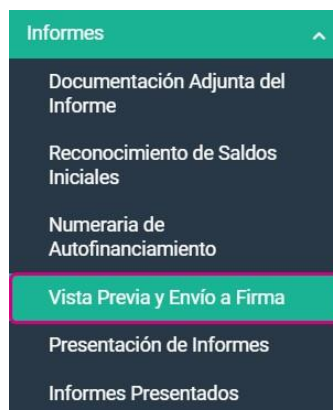 Informes
Documentación Adjunta del
Informe
Reconocimiento de Saldos
Iniciales
Numeraria de
Autofinanciamiento
Vista Previa y Envío a Firma
Presentación de Informes
Informes Presentados